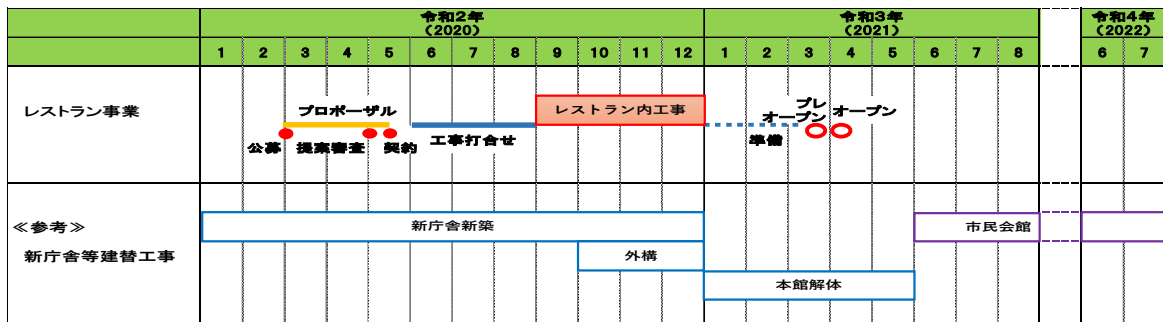 令和2年
(2020)
令和3年
(2021)
令和4年
(2022)
1 2 3 4 5 6 7 8 9 10 11 12 1 2 3 4 5 6 7 8 6 7
レストラン事業
プロポーザル
レストラン内工事
プレ
オープン
オープン
公募 提案審査 契約
工事打合せ
準備
≪参考≫
新庁舎等建替工事
新庁舎新築
市民会館
外構
本館解体